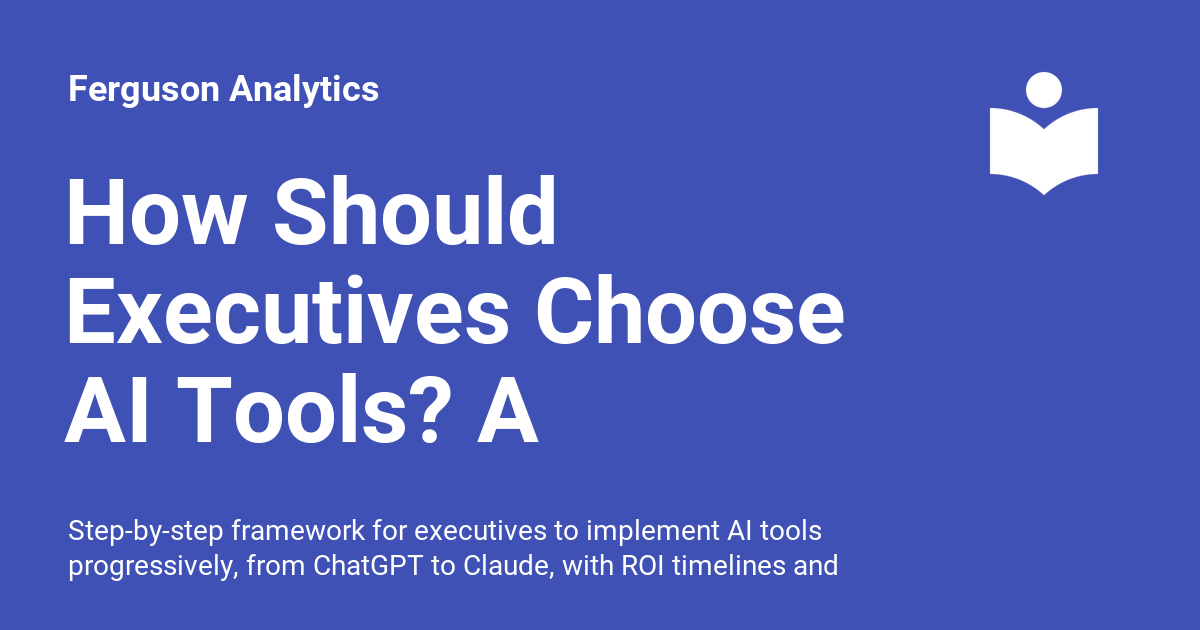 Ferguson Analytics
How Should
Executives Choose
AI Tools? A
Step-by-step framework for executives to implement AI tools
progressively, from ChatGPT to Claude, with ROI timelines and